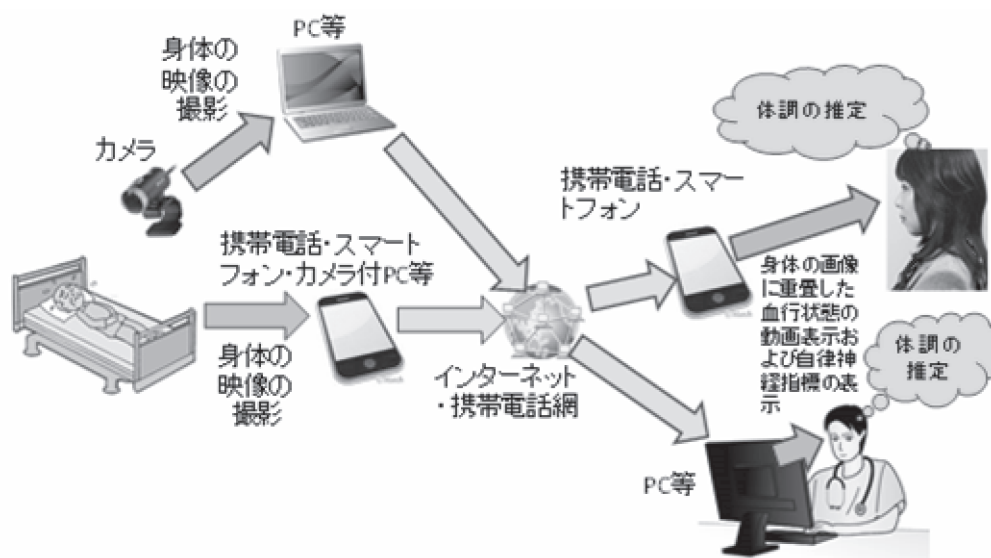 PC等
身体の
映像の
撮影
カメラ
携帯電話・スマート
フォン・カメラ付PC等
身体の
映像の
撮影
インターネット
・携帯電話網
携帯電話・スマー
トフォン
体調の推定
身体の画像
に重畳した
血行状態の
動画表示お
よび自律神
経指標の表
示
体調の
推定
PC等